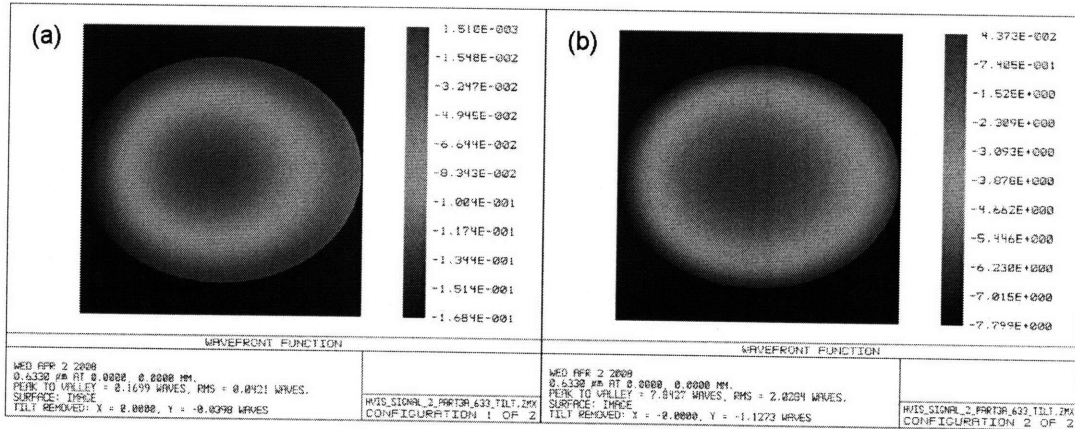 (a)
1.510E-003
-1.548E-002
-3.247E-002
-4.945E-002
-6.644E-002
-8.343E-002
-1.004E-001
-1.174E-001
-1.344E-001
-1.514E-001
-1.684E-001
WAVEFRONT FUNCTION
WED APR 2 2008
0.6330 µm AT 0.0000, 0.0000 MM.
PEAK TO VALLEY = 0.1699 WAVES, RMS = 0.0421 WAVES.
SURFACE: IMAGE
TILT REMOVED: X = 0.0000, Y = -0.0398 WAVES
HVIS_SIGNAL_2_PART3A_633_TILT.ZMX
CONFIGURATION 1 OF 2
(b)
4.373E-002
-7.405E-001
-1.525E+000
-2.309E+000
-3.093E+000
-3.878E+000
-4.662E+000
-5.446E+000
-6.230E+000
-7.015E+000
-7.799E+000
WAVEFRONT FUNCTION
WED APR 2 2008
0.6330 µm AT 0.0000, 0.0000 MM.
PEAK TO VALLEY = 7.8427 WAVES, RMS = 2.0284 WAVES.
SURFACE: IMAGE
TILT REMOVED: X = -0.0000, Y = -1.1273 WAVES
HVIS_SIGNAL_2_PART3A_633_TILT.ZMX
CONFIGURATION 2 OF 2